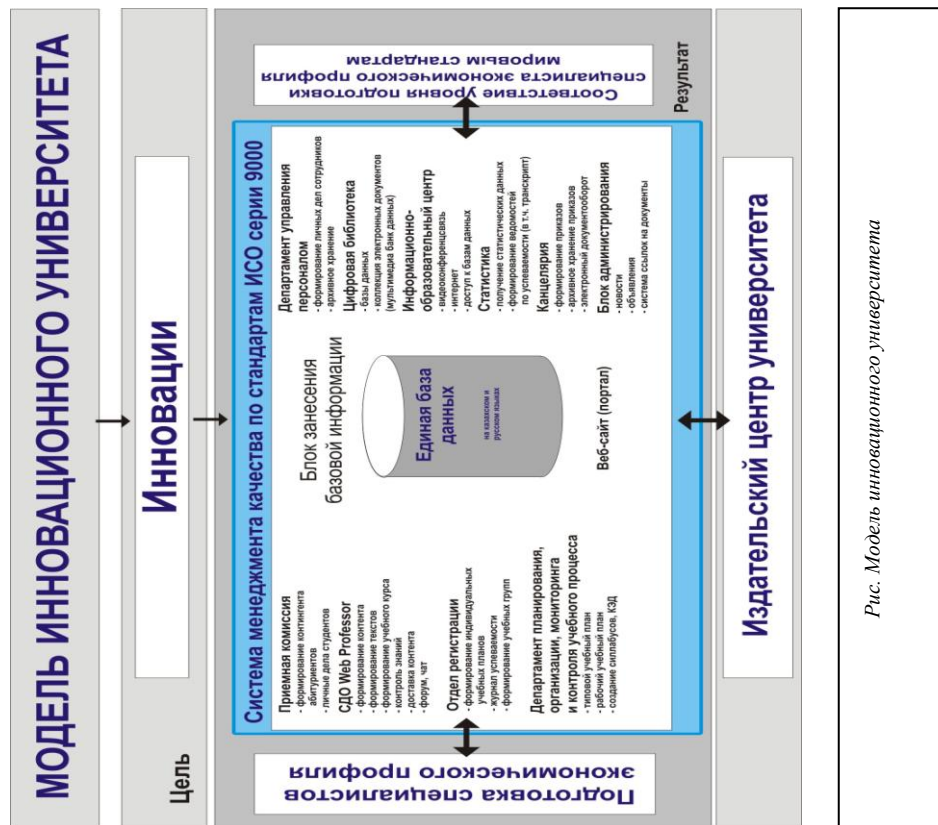 МОДЕЛЬ ИННОВАЦИОННОГО УНИВЕРСИТЕТА
Инновации
Цель
Подготовка специалистов
экономического профиля
Система менеджмента качества по стандартам ИСО серии 9000
Приемная комиссия
- формирование контингента
абитуриентов
- личные дела студентов
СДО Web Professor
- формирование контента
- формирование текстов
- формирование учебного курса
- контроль знаний
- доставка контента
- форум, чат
Отдел регистрации
- формирование индивидуальных
учебных планов
- журнал успеваемости
- формирование учебных групп
Департамент планирования,
организации, мониторинга
и контроля учебного процесса
- типовой учебный план
- рабочий учебный план
- создание силлабусов, КЭД
Блок занесения
базовой информации
Единая база
данных
на казахском и
русском языках
Веб-сайт (портал)
Департамент управления
персоналом
- формирование личных дел сотрудников
- архивное хранение
Цифровая библиотека
- базы данных
- коллекция электронных документов
(мультимедиа банк данных)
Информационно-
образовательный центр
- видеоконференцсвязь
- интернет
- доступ к базам данных
Статистика
- получение статистических данных
- формирование ведомостей
по успеваемости (в т.ч. транскрипт)
Канцелярия
- формирование приказов
- архивное хранение приказов
- электронный документооборот
Блок администрирования
- новости
- объявления
- система ссылок на документы
Соответствие уровня подготовки
специалиста экономического профиля
мировым стандартам
Результат
Издательский центр университета
Рис. Модель инновационного университета